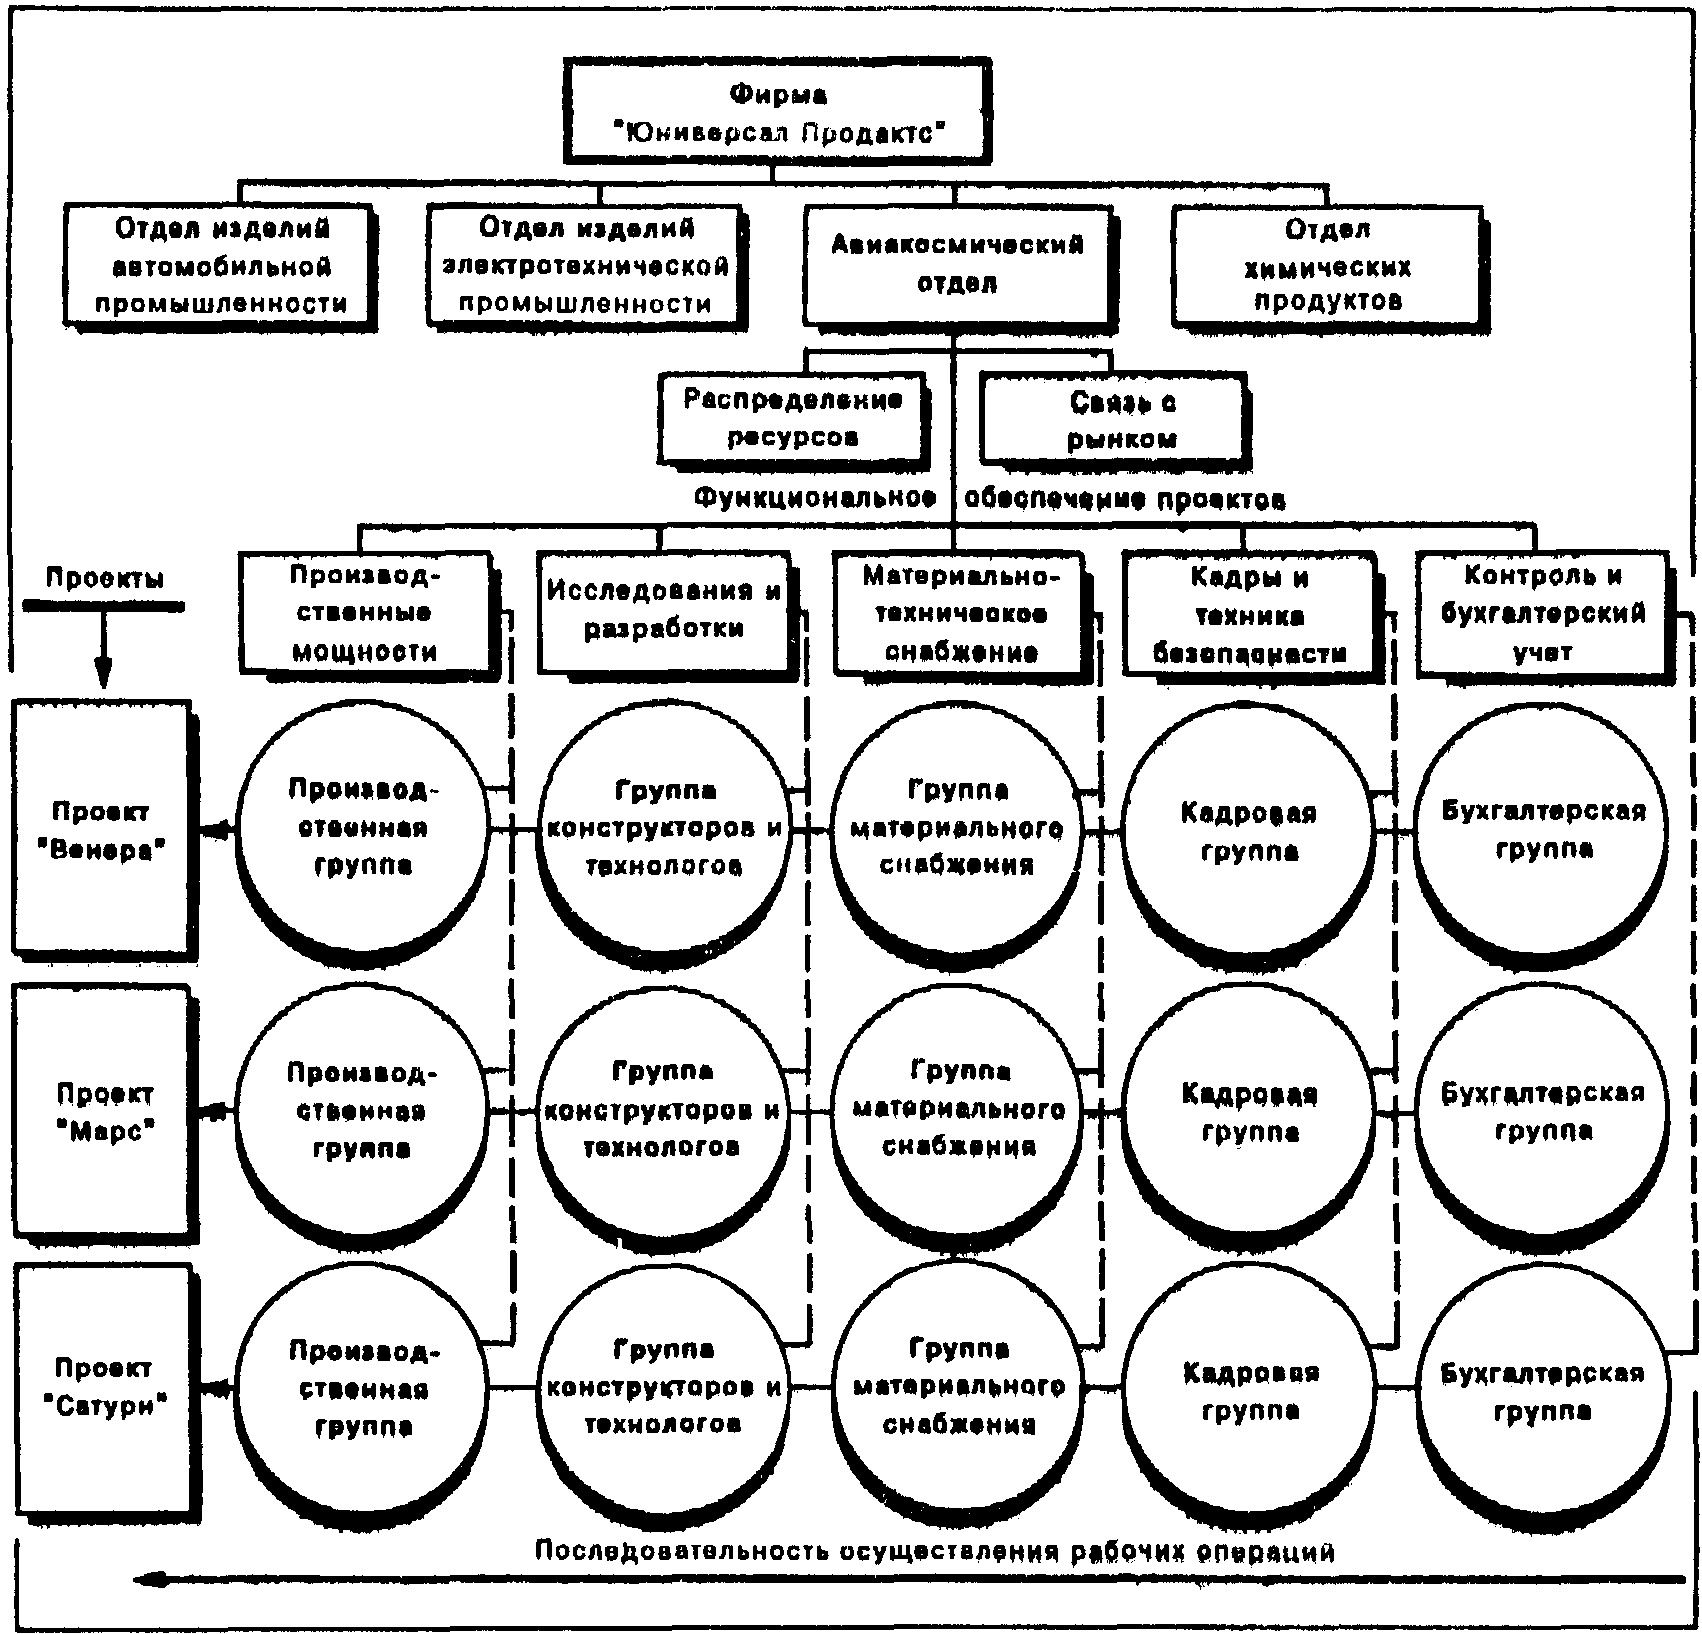 Фирма
"Юниверсал Продактс"
Отдел изделий
автомобильной
промышленности
Отдел изделий
электротехнической
промышленности
Авиакосмический
отдел
Отдел
химических
продуктов
Распределение
ресурсов
Связь с
рынком
Функциональное обеспечение проектов
Проекты
Производ-
ственные
мощности
Исследования и
разработки
Материально-
техническое
снабжение
Кадры и
техника
безопасности
Контроль и
бухгалтерский
учет
Проект
"Венера"
Производ-
ственная
группа
Группа
конструкторов и
технологов
Группа
материального
снабжения
Кадровая
группа
Бухгалтерская
группа
Проект
"Марс"
Производ-
ственная
группа
Группа
конструкторов и
технологов
Группа
материального
снабжения
Кадровая
группа
Бухгалтерская
группа
Проект
"Сатурн"
Производ-
ственная
группа
Группа
конструкторов и
технологов
Группа
материального
снабжения
Кадровая
группа
Бухгалтерская
группа
Последовательность осуществления рабочих операций